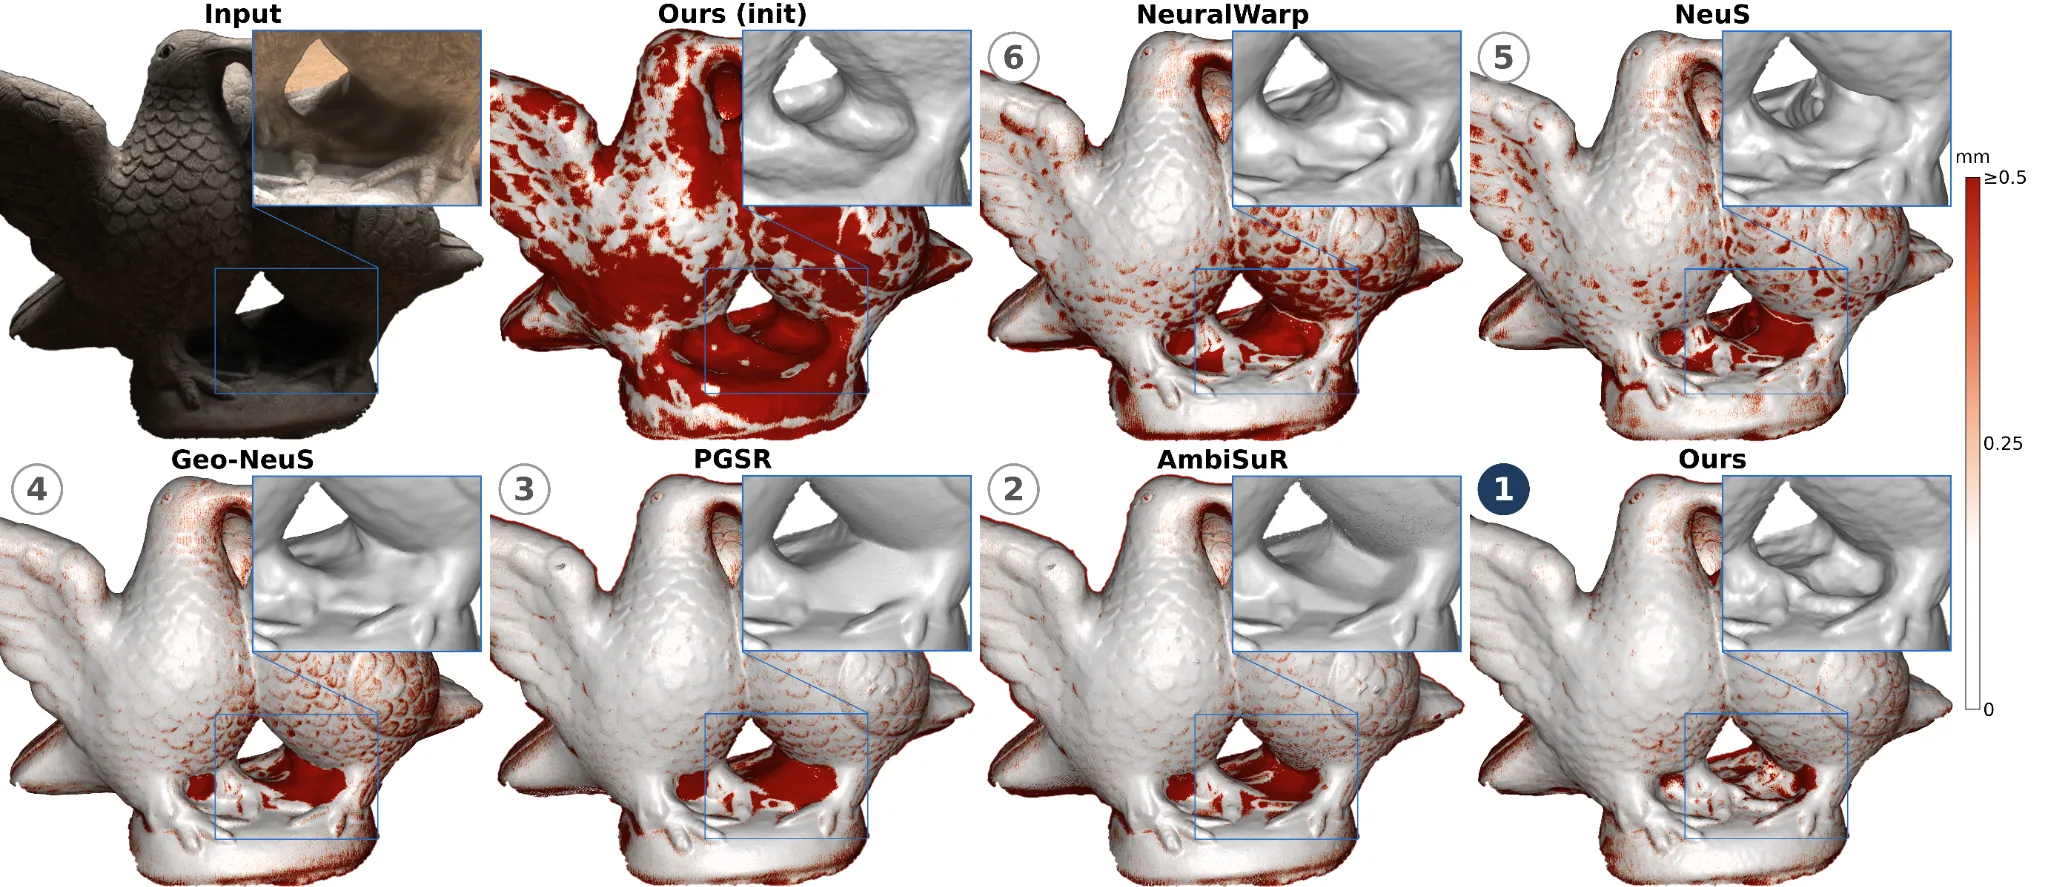 Input
Ours (init)
6
NeuralWarp
5
NeuS
mm
≥0.5
0.25
0
4
Geo-NeuS
3
PGSR
2
AmbiSuR
1
Ours